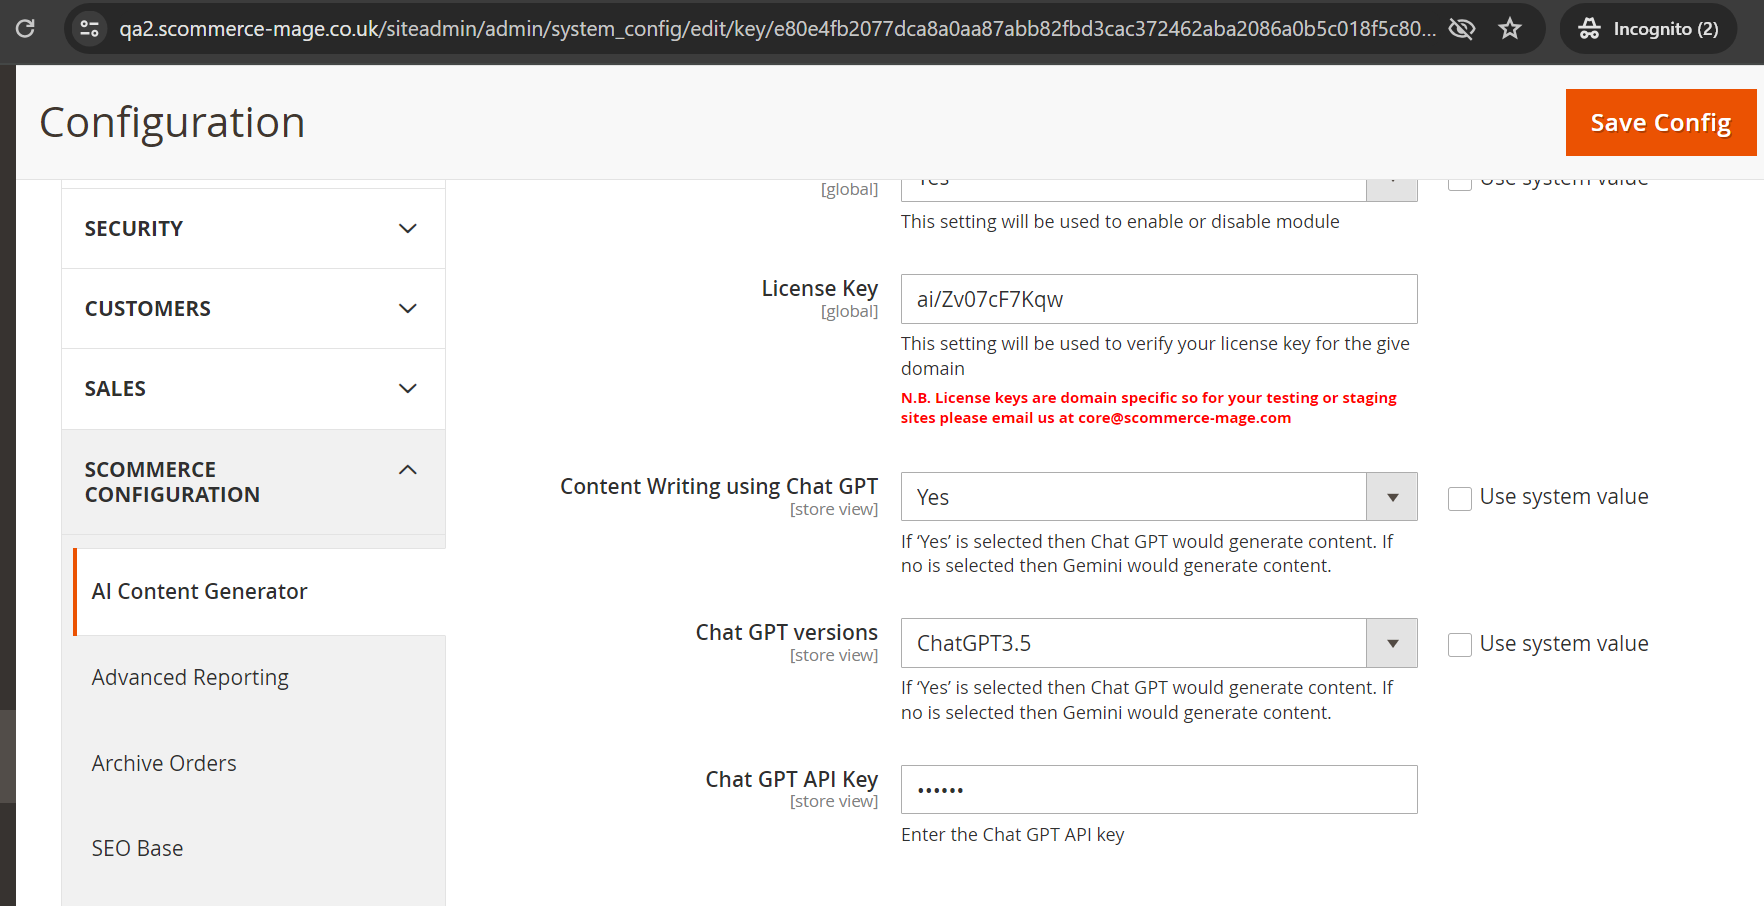 qa2.scommerce-mage.co.uk/siteadmin/admin/system_config/edit/key/e80e4fb2077dca8a0aa87abb82fbd3cac372462aba2086a0b5c018f5c80...
Incognito (2)
Configuration
Save Config
[global]
Yes
Use system value
This setting will be used to enable or disable module
SECURITY
CUSTOMERS
SALES
SCOMMERCE
CONFIGURATION
AI Content Generator
Advanced Reporting
Archive Orders
SEO Base
License Key
[global]
ai/Zv07cF7Kqw
This setting will be used to verify your license key for the give
domain
N.B. License keys are domain specific so for your testing or staging
sites please email us at core@scommerce-mage.com
Content Writing using Chat GPT
[store view]
Yes
Use system value
If ‘Yes’ is selected then Chat GPT would generate content. If
no is selected then Gemini would generate content.
Chat GPT versions
[store view]
ChatGPT3.5
Use system value
If ‘Yes’ is selected then Chat GPT would generate content. If
no is selected then Gemini would generate content.
Chat GPT API Key
[store view]
••••••
Enter the Chat GPT API key